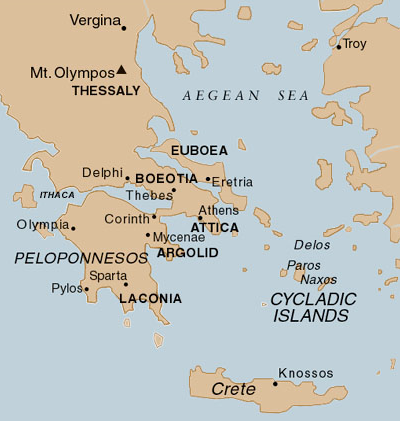 Vergina
Troy
Mt. Olympos
THESSALY
AEGEAN SEA
EUBOEA
Delphi
BOEOTIA
Eretria
Thebes
ITHACA
Corinth
Athens
Olympia
ATTICA
Mycenae
Delos
ARGOLID
PELOPONNESOS
Paros
Sparta
Naxos
Pylos
LACONIA
CYCLADIC
ISLANDS
Knossos
Crete